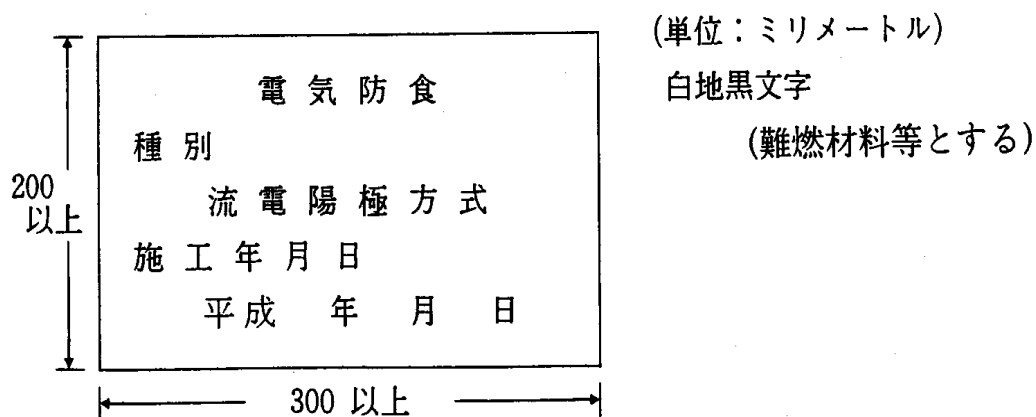 (単位：ミリメートル)
白地黒文字
(難燃材料等とする)
電気防食
種別
流電陽極方式
施工年月日
平成 年 月 日
200
以上
300 以上